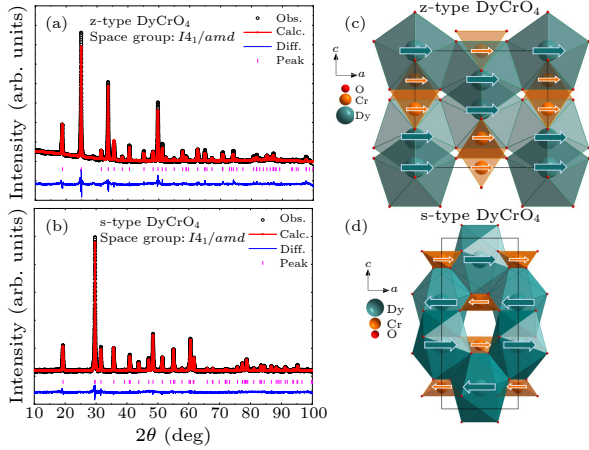 (a)
z-type DyCrO4
Space group: I41/amd
Obs.
Calc.
Diff.
Peak
Intensity (arb. units)
(b)
s-type DyCrO4
Space group: I41/amd
Obs.
Calc.
Diff.
Peak
Intensity (arb. units)
10 20 30 40 50 60 70 80 90 100
2θ (deg)
(c)
z-type DyCrO4
c
a
O
Cr
Dy
(d)
s-type DyCrO4
c
a
Dy
Cr
O